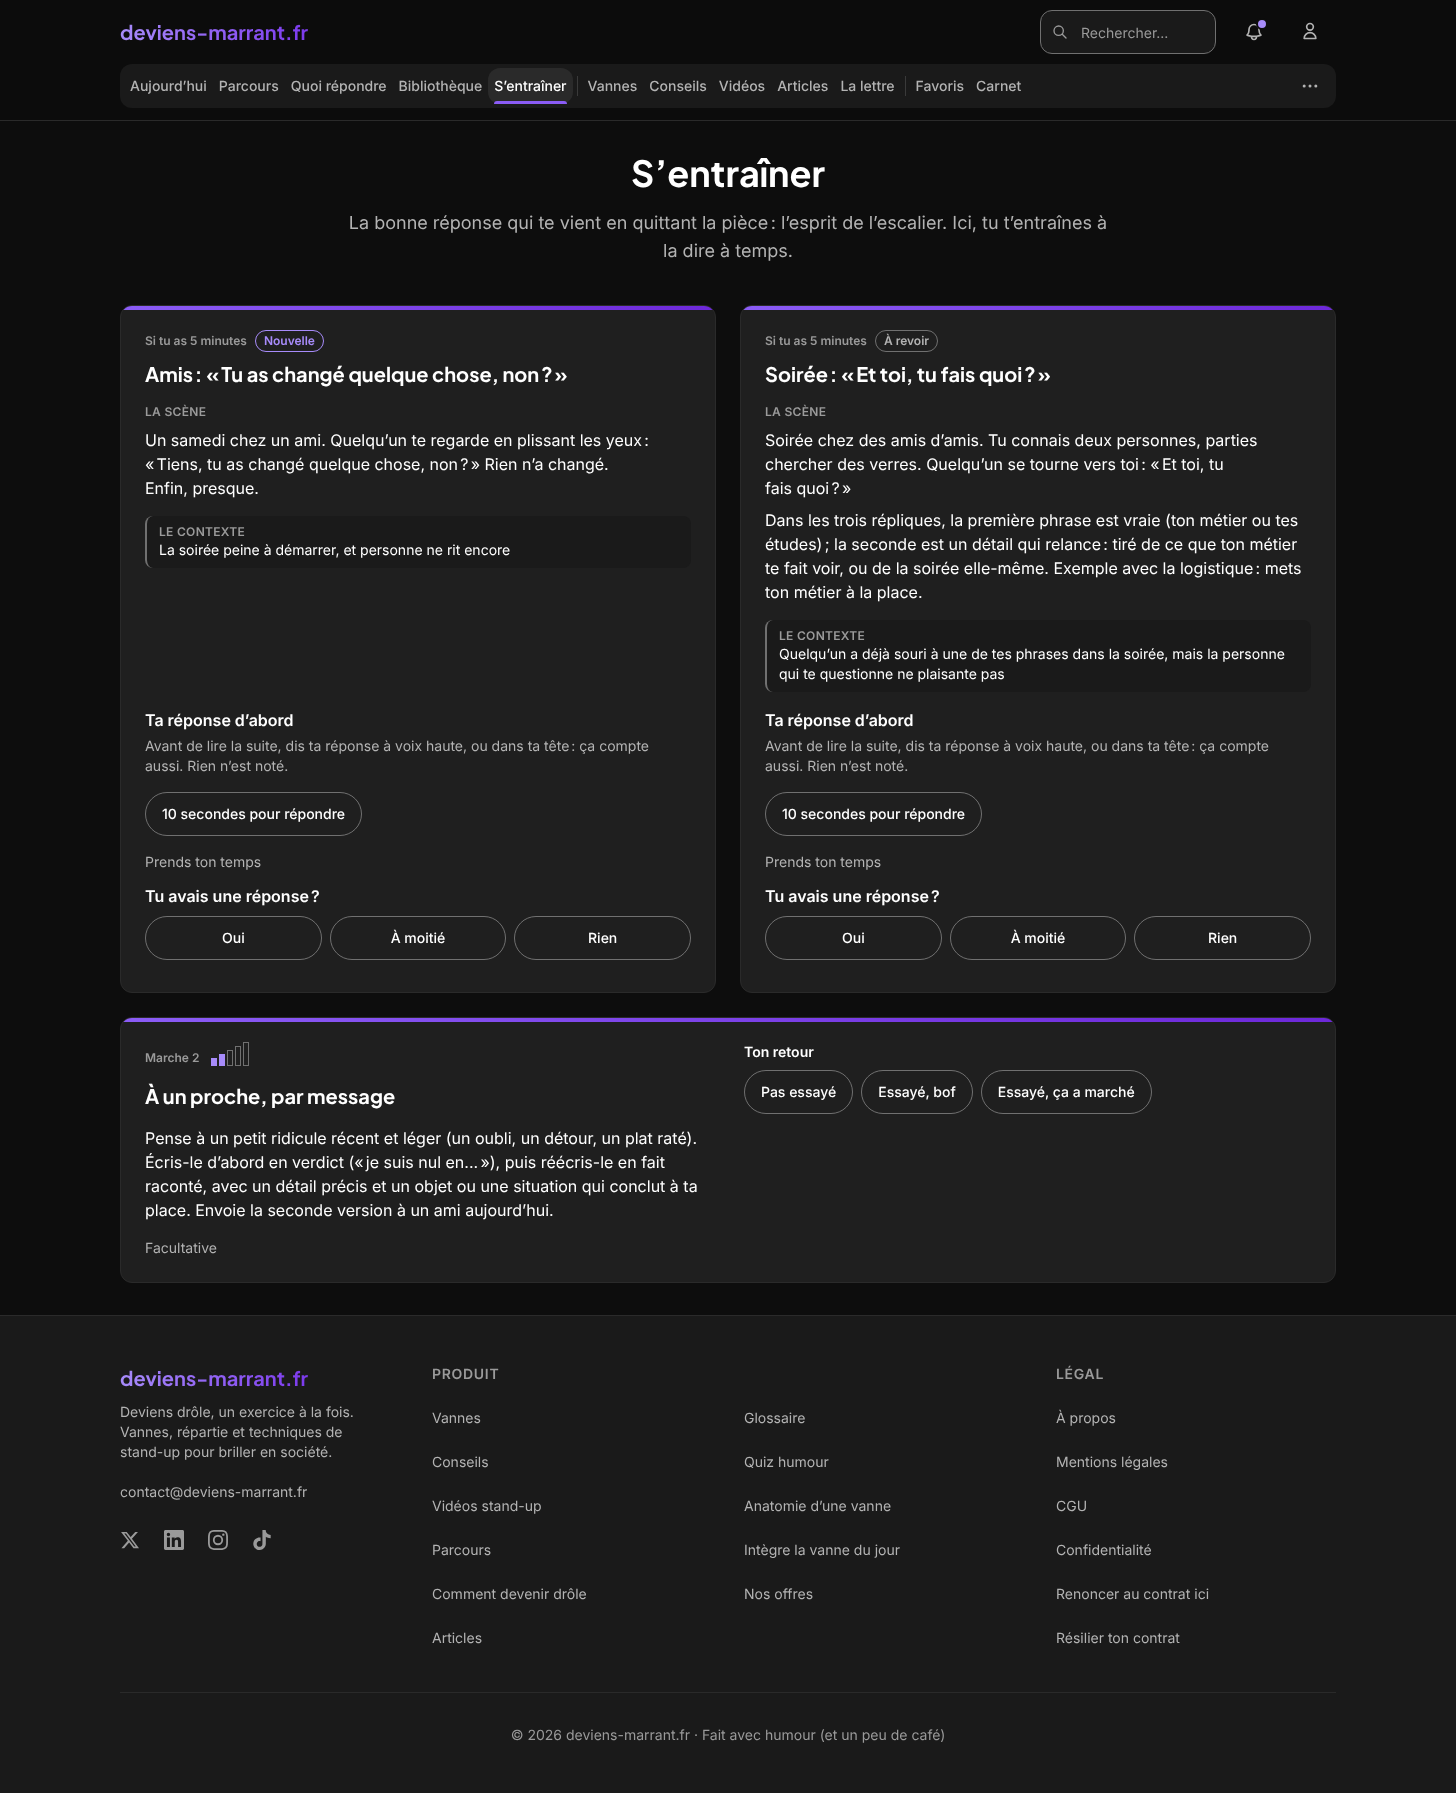 deviens-marrant.fr
Rechercher...
Aujourd’hui Parcours Quoi répondre Bibliothèque S’entraîner Vannes Conseils Vidéos Articles La lettre Favoris Carnet
S’entraîner
La bonne réponse qui te vient en quittant la pièce : l’esprit de l’escalier. Ici, tu t’entraînes à
la dire à temps.
Si tu as 5 minutes Nouvelle
Amis : « Tu as changé quelque chose, non ? »
LA SCÈNE
Un samedi chez un ami. Quelqu’un te regarde en plissant les yeux :
« Tiens, tu as changé quelque chose, non ? » Rien n’a changé.
Enfin, presque.
LE CONTEXTE
La soirée peine à démarrer, et personne ne rit encore
Ta réponse d’abord
Avant de lire la suite, dis ta réponse à voix haute, ou dans ta tête : ça compte
aussi. Rien n’est noté.
10 secondes pour répondre
Prends ton temps
Tu avais une réponse ?
Oui À moitié Rien
Si tu as 5 minutes À revoir
Soirée : « Et toi, tu fais quoi ? »
LA SCÈNE
Soirée chez des amis d’amis. Tu connais deux personnes, parties
chercher des verres. Quelqu’un se tourne vers toi : « Et toi, tu
fais quoi ? »
Dans les trois répliques, la première phrase est vraie (ton métier ou tes
études) ; la seconde est un détail qui relance : tiré de ce que ton métier
te fait voir, ou de la soirée elle-même. Exemple avec la logistique : mets
ton métier à la place.
LE CONTEXTE
Quelqu’un a déjà souri à une de tes phrases dans la soirée, mais la personne
qui te questionne ne plaisante pas
Ta réponse d’abord
Avant de lire la suite, dis ta réponse à voix haute, ou dans ta tête : ça compte
aussi. Rien n’est noté.
10 secondes pour répondre
Prends ton temps
Tu avais une réponse ?
Oui À moitié Rien
Marche 2
À un proche, par message
Pense à un petit ridicule récent et léger (un oubli, un détour, un plat raté).
Écris-le d’abord en verdict (« je suis nul en… »), puis réécris-le en fait
raconté, avec un détail précis et un objet ou une situation qui conclut à ta
place. Envoie la seconde version à un ami aujourd’hui.
Facultative
Ton retour
Pas essayé Essayé, bof Essayé, ça a marché
deviens-marrant.fr
Deviens drôle, un exercice à la fois.
Vannes, répartie et techniques de
stand-up pour briller en société.
contact@deviens-marrant.fr
PRODUIT
Vannes
Conseils
Vidéos stand-up
Parcours
Comment devenir drôle
Articles
Glossaire
Quiz humour
Anatomie d’une vanne
Intègre la vanne du jour
Nos offres
LÉGAL
À propos
Mentions légales
CGU
Confidentialité
Renoncer au contrat ici
Résilier ton contrat
© 2026 deviens-marrant.fr · Fait avec humour (et un peu de café)